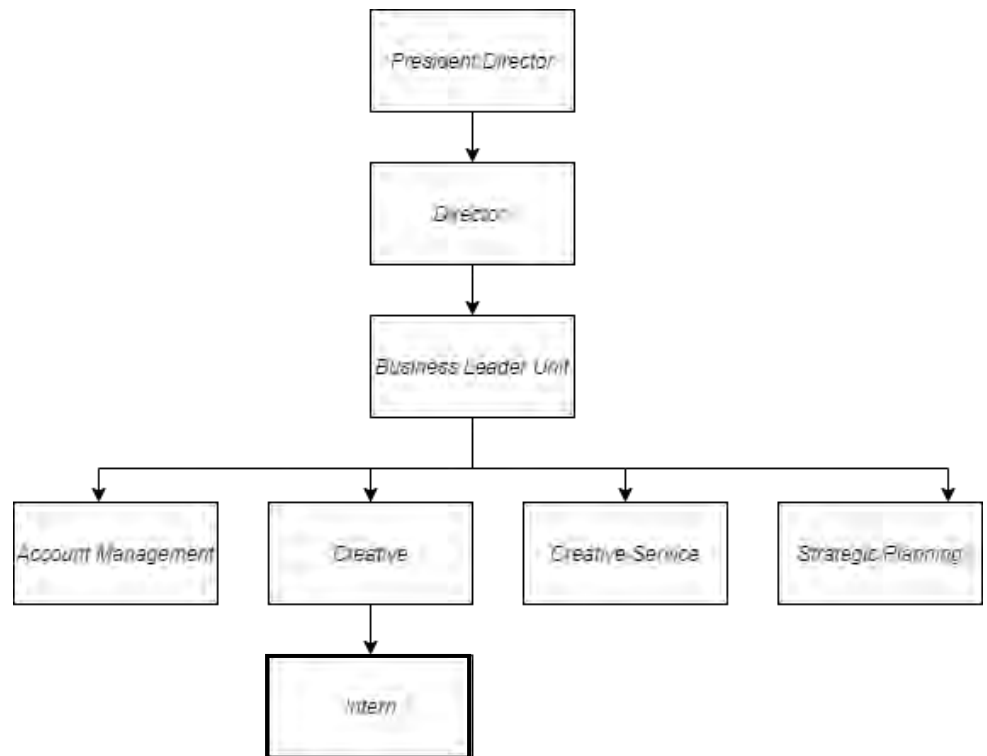 President Director
Director
Business Leader Unit
Account Management
Creative
Creative Service
Strategic Planning
Intern